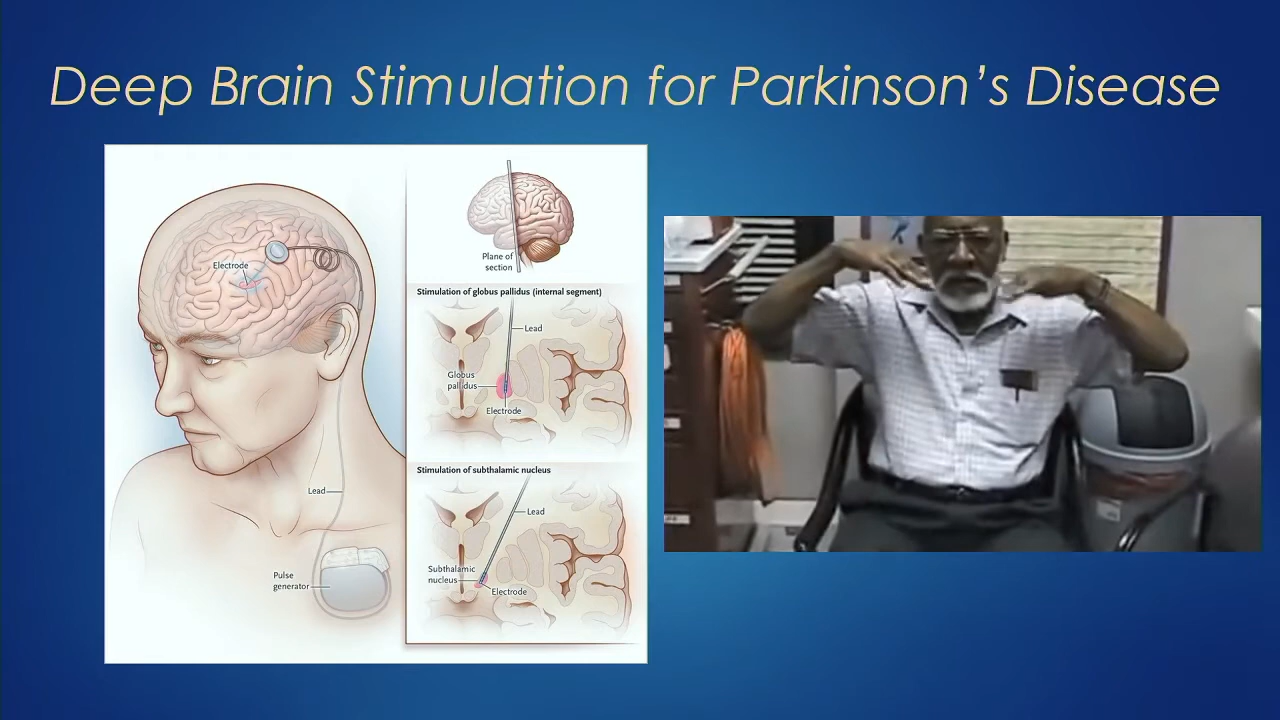 Deep Brain Stimulation for Parkinson’s Disease
Electrode
Lead
Pulse
generator
Plane of
section
Stimulation of globus pallidus (internal segment)
Lead
Globus
pallidus
Electrode
Stimulation of subthalamic nucleus
Lead
Subthalamic
nucleus
Electrode